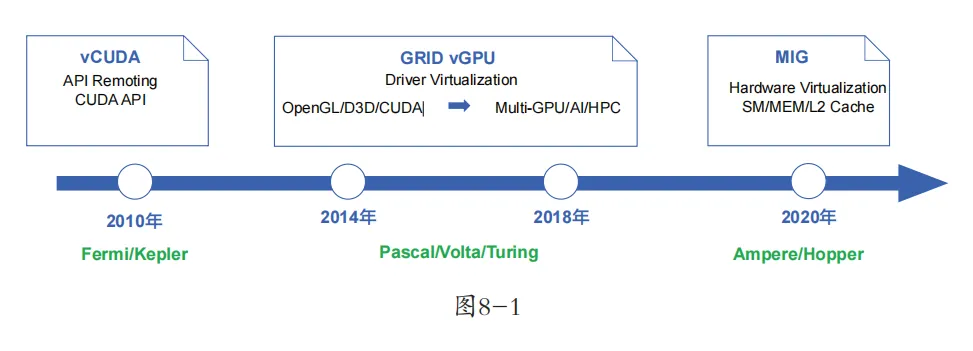 vCUDA
API Remoting
CUDA API
GRID vGPU
Driver Virtualization
OpenGL/D3D/CUDA Multi-GPU/AI/HPC
MIG
Hardware Virtualization
SM/MEM/L2 Cache
2010年 2014年 2018年 2020年
Fermi/Kepler Pascal/Volta/Turing Ampere/Hopper
图8-1